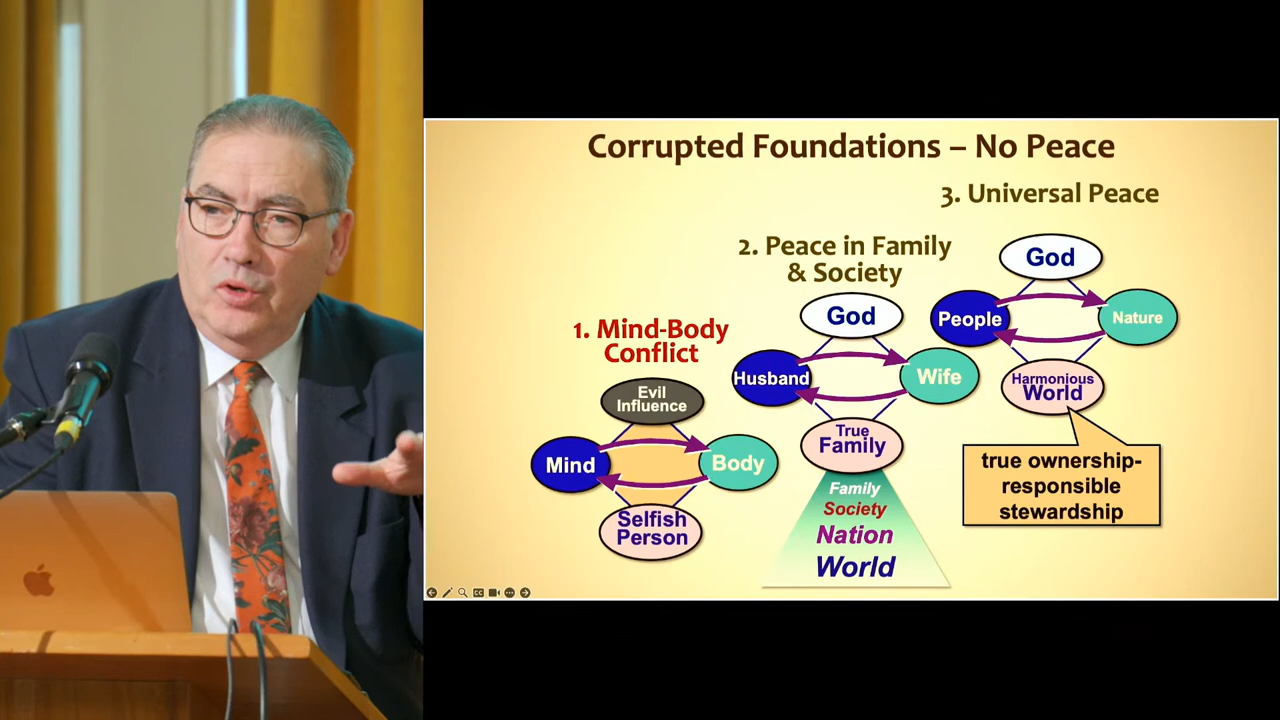 Corrupted Foundations – No Peace
3. Universal Peace
2. Peace in Family
& Society
1. Mind-Body
Conflict
Evil
Influence
Mind
Body
Selfish
Person
God
Husband
Wife
True
Family
Family
Society
Nation
World
God
People
Nature
Harmonious
World
true ownership-
responsible
stewardship
CC